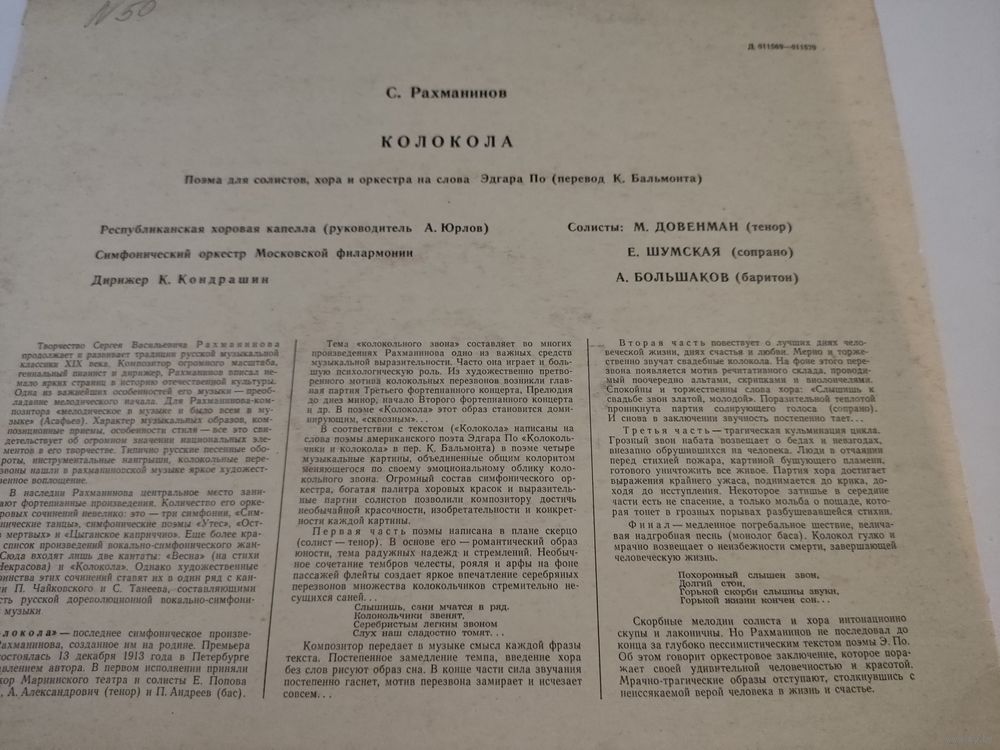 N 50
Д 011569—011570
С. Рахманинов
КОЛОКОЛА
Поэма для солистов, хора и оркестра на слова Эдгара По (перевод К. Бальмонта)
Республиканская хоровая капелла (руководитель А. Юрлов)
Симфонический оркестр Московской филармонии
Дирижер К. Кондрашин
Солисты: М. ДОВЕНМАН (тенор)
Е. ШУМСКАЯ (сопрано)
А. БОЛЬШАКОВ (баритон)
Творчество Сергея Васильевича Рахманинова
продолжает и развивает традиции русской музыкальной
классики XIX века. Композитор огромного масштаба,
гениальный пианист и дирижер, Рахманинов вписал не-
мало ярких страниц в историю отечественной культуры.
Одна из важнейших особенностей его музыки — преоб-
ладание мелодического начала. Для Рахманинова-ком-
позитора «мелодическое в музыке и было всем в му-
зыке» (Асафьев). Характер музыкальных образов, ком-
позиционные приемы, особенности стиля — все это сви-
детельствует об огромном значении национальных эле-
ментов в его творчестве. Типично русские песенные обо-
роты, инструментальные наигрыши, колокольные пере-
звоны нашли в рахманиновской музыке яркое художест-
венное воплощение.
В наследии Рахманинова центральное место зани-
ают фортепианные произведения. Количество его орке-
ровых сочинений невелико: это — три симфонии, «Сим-
нические танцы», симфонические поэмы «Утес», «Ост-
в мертвых» и «Цыганское каприччио». Еще более кра-
список произведений вокально-симфонического жан-
Сюда входят лишь две кантаты: «Весна» (на стихи
Некрасова) и «Колокола». Однако художественные
оинства этих сочинений ставят их в один ряд с кан-
и П. Чайковского и С. Танеева, составляющими
сть русской дореволюционной вокально-симфони-
музыки.
олокола» — последнее симфоническое произве-
Рахманинова, созданное им на родине. Премьера
состоялась 13 декабря 1913 года в Петербурге
авлением автора. В первом исполнении приняли
хор Мариинского театра и солисты Е. Попова
, А. Александрович (тенор) и П. Андреев (бас).
Тема «колокольного звона» составляет во многих
произведениях Рахманинова одно из важных средств
музыкальной выразительности. Часто она играет и боль-
шую психологическую роль. Из художественно претво-
ренного мотива колокольных перезвонов возникли глав-
ная партия Третьего фортепианного концерта, Прелюдия
до диез минор, начало Второго фортепианного концерта
и др. В поэме «Колокола» этот образ становится доми-
нирующим, «сквозным»...
В соответствии с текстом («Колокола» написаны на
слова поэмы американского поэта Эдгара По «Колоколь-
чики и колокола» в пер. К. Бальмонта) в поэме четыре
музыкальные картины, объединенные общим колоритом
меняющегося по своему эмоциональному облику коло-
кольного звона. Огромный состав симфонического ор-
кестра, богатая палитра хоровых красок и выразитель-
ные партии солистов позволили композитору достичь
необычайной красочности, изобретательности и конкрет-
ности каждой картины.
Первая часть поэмы написана в плане скерцо
(солист — тенор). В основе его — романтический образ
юности, тема радужных надежд и стремлений. Необыч-
ное сочетание тембров челесты, рояля и арфы на фоне
пассажей флейты создает яркое впечатление серебряных
перезвонов множества колокольчиков стремительно не-
сущихся саней...
Слышишь, сани мчатся в ряд.
Колокольчики звенят,
Серебристым легким звоном
Слух наш сладостно томят...
Композитор передает в музыке смысл каждой фразы
текста. Постепенное замедление темпа, введение хора
без слов рисуют образ сна. В конце части сила звучания
постепенно гаснет, мотив перезвона замирает и исчезает
совсем...
Вторая часть повествует о лучших днях чело-
веческой жизни, днях счастья и любви. Мерно и торже-
ственно звучат свадебные колокола. На фоне этого пере-
звона появляется мотив речитативного склада, проводи-
мый поочередно альтами, скрипками и виолончелями.
Спокойны и торжественны слова хора: «Слышишь к
свадьбе звон златой, молодой». Поразительной теплотой
проникнута партия солирующего голоса (сопрано).
И снова в заключении звучность постепенно тает...
Третья часть — трагическая кульминация цикла.
Грозный звон набата возвещает о бедах и невзгодах,
внезапно обрушившихся на человека. Люди в отчаянии
перед стихией пожара, картиной бушующего пламени,
готового уничтожить все живое. Партия хора достигает
выражения крайнего ужаса, поднимается до крика, до-
ходя до исступления. Некоторое затишье в середине
части есть не спасение, а только мольба о пощаде, кото-
рая тонет в грозных порывах разбушевавшейся стихии.
Финал — медленное погребальное шествие, велича-
вая надгробная песнь (монолог баса). Колокол гулко и
мрачно возвещает о неизбежности смерти, завершающей
человеческую жизнь.
Похоронный слышен звон,
Долгий стон,
Горькой скорби слышны звуки,
Горькой жизни кончен сон...
Скорбные мелодии солиста и хора интонационно
скупы и лаконичны. Но Рахманинов не последовал до
конца за глубоко пессимистическим текстом поэмы Э. По.
Об этом говорит оркестровое заключение, которое пора-
жает своей удивительной человечностью и красотой.
Мрачно-трагические образы отступают, столкнувшись с
неиссякаемой верой человека в жизнь и счастье.